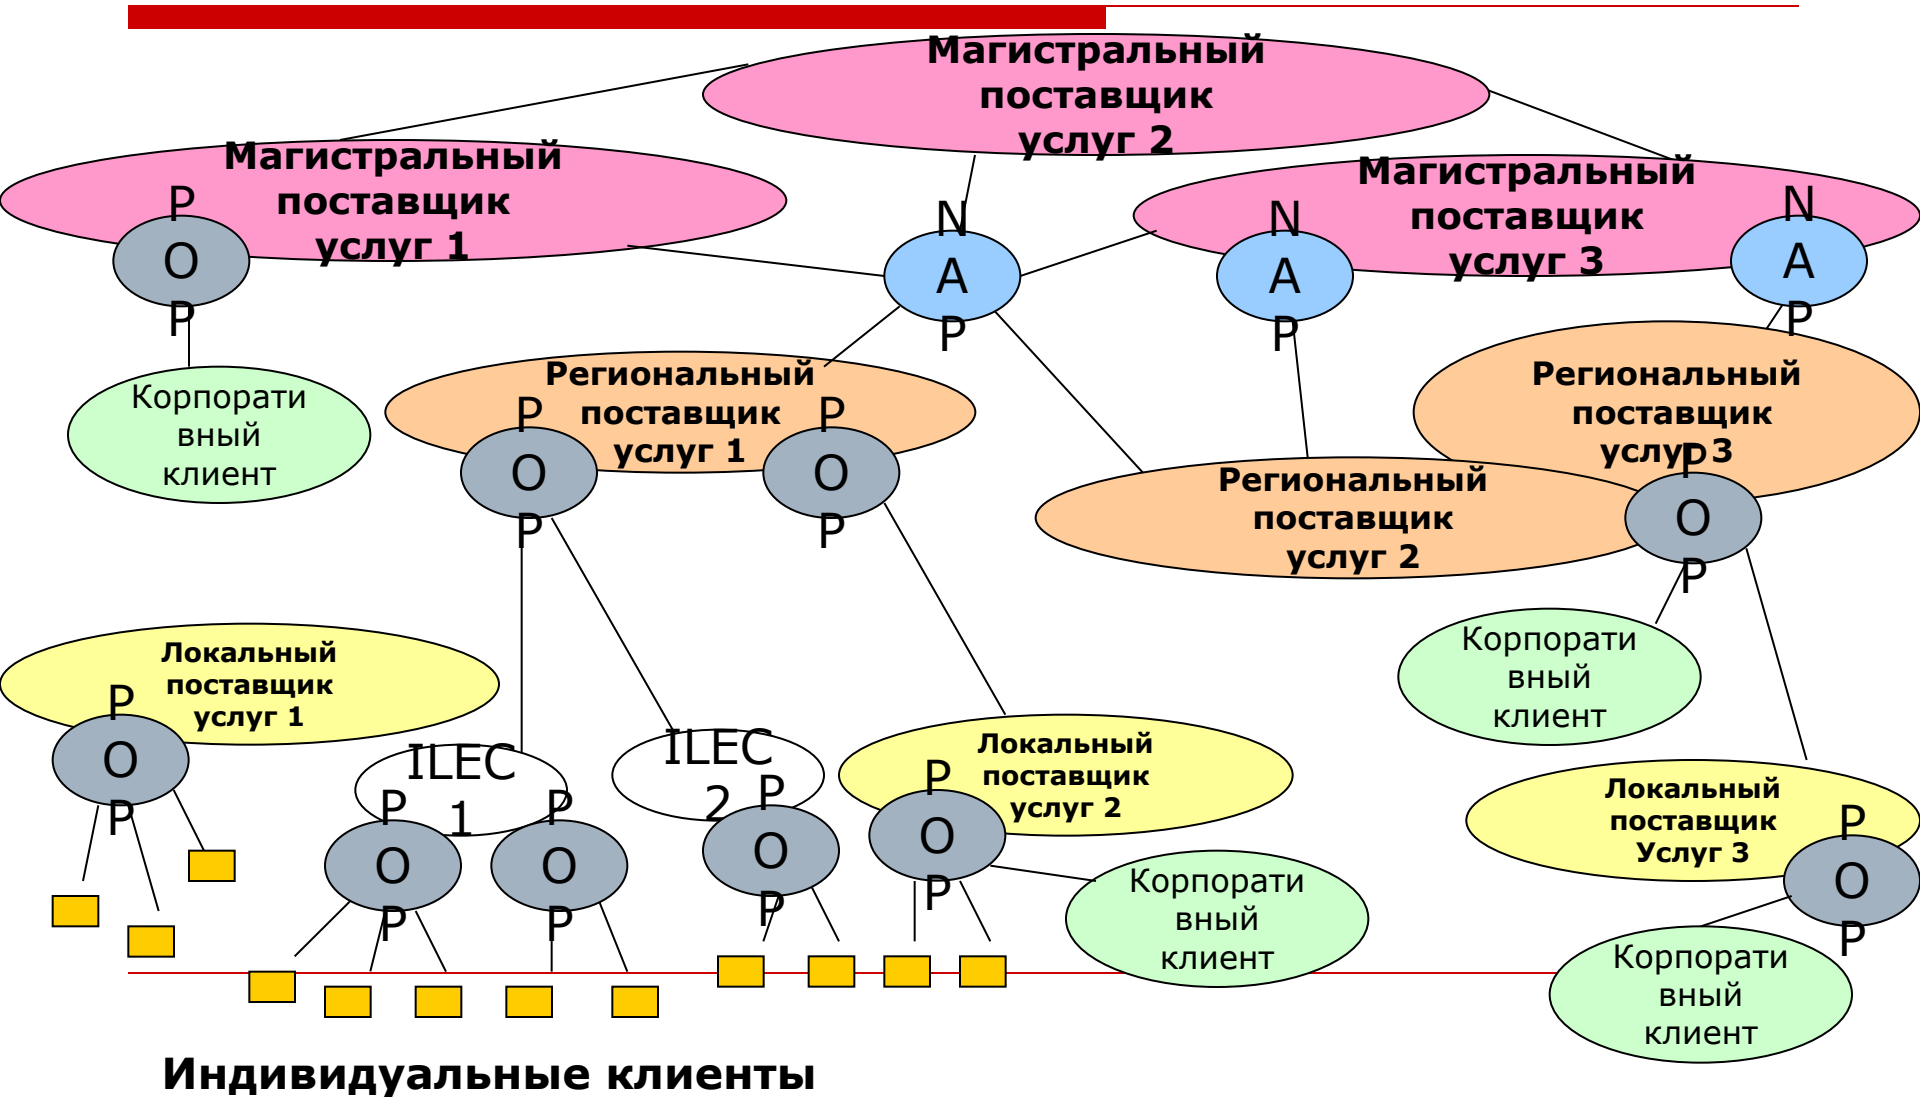 Магистральный
поставщик
услуг 2
Магистральный
поставщик
услуг 1
Магистральный
поставщик
услуг 3
P
O
P
N
A
P
N
A
P
N
A
P
Корпорати
вный
клиент
Региональный
поставщик
услуг 1
P
O
P
P
O
P
Региональный
поставщик
услуг 3
Региональный
поставщик
услуг 2
P
O
P
Корпорати
вный
клиент
Локальный
поставщик
услуг 1
P
O
P
ILEC
1
P
O
P
P
O
P
ILEC
2
P
O
P
Локальный
поставщик
услуг 2
P
O
P
Корпорати
вный
клиент
Локальный
поставщик
Услуг 3
P
O
P
Корпорати
вный
клиент
Индивидуальные клиенты